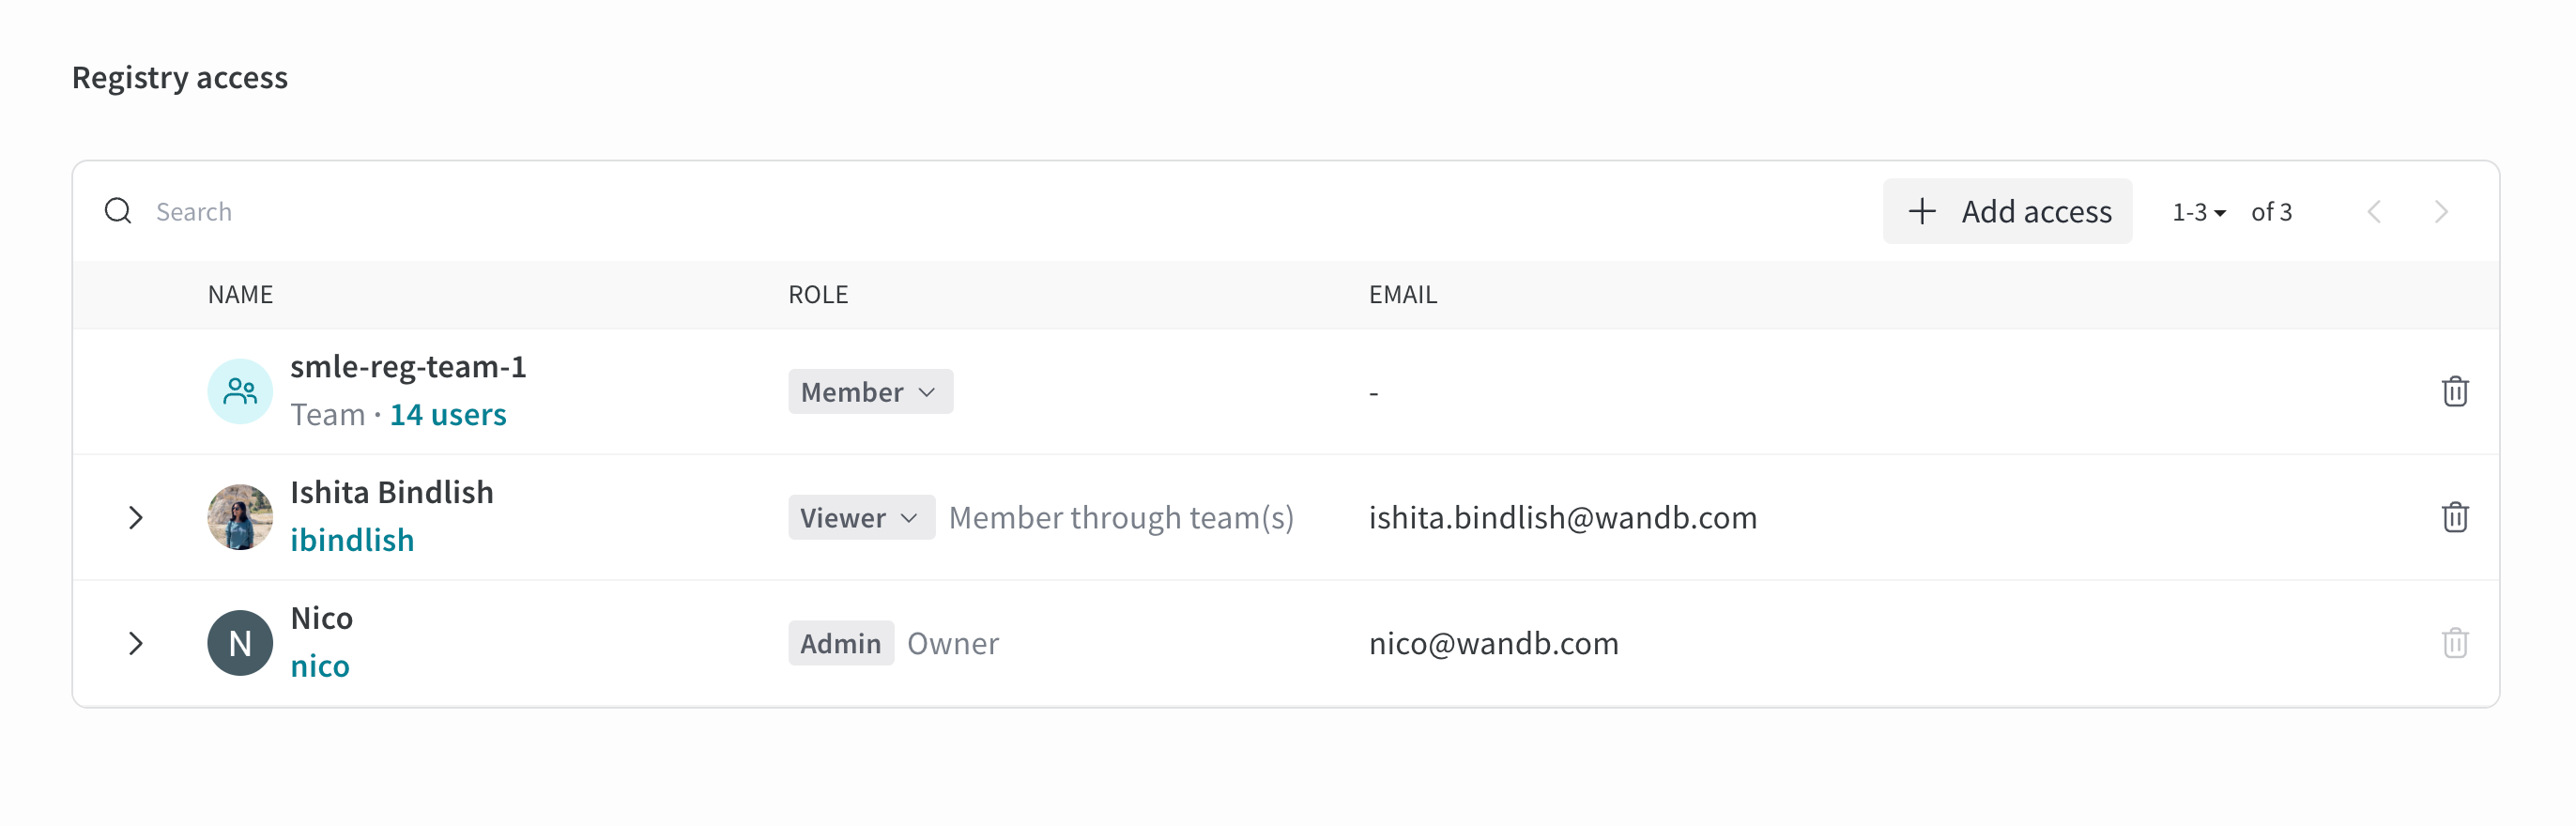 Registry access
Search
Add access
1-3 of 3
NAME ROLE EMAIL
smle-reg-team-1
Team · 14 users
Member
-
Ishita Bindlish
ibindlish
Viewer Member through team(s)
ishita.bindlish@wandb.com
N
Nico
nico
Admin Owner
nico@wandb.com